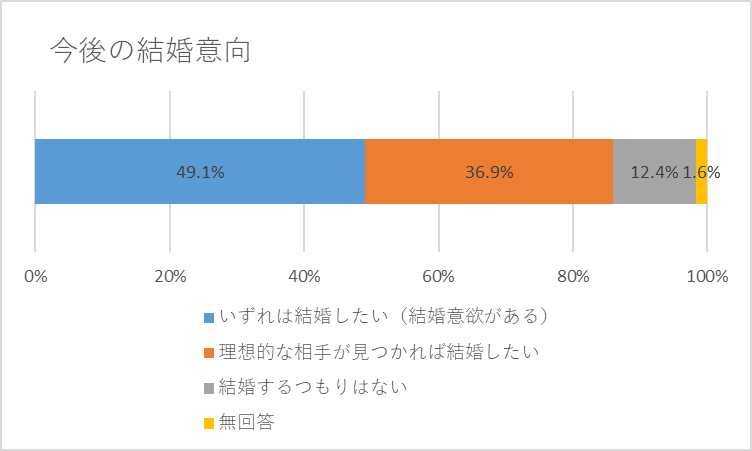 今後の結婚意向
49.1% 36.9% 12.4% 1.6%
0% 20% 40% 60% 80% 100%
いずれは結婚したい（結婚意欲がある）
理想的な相手が見つかれば結婚したい
結婚するつもりはない
無回答